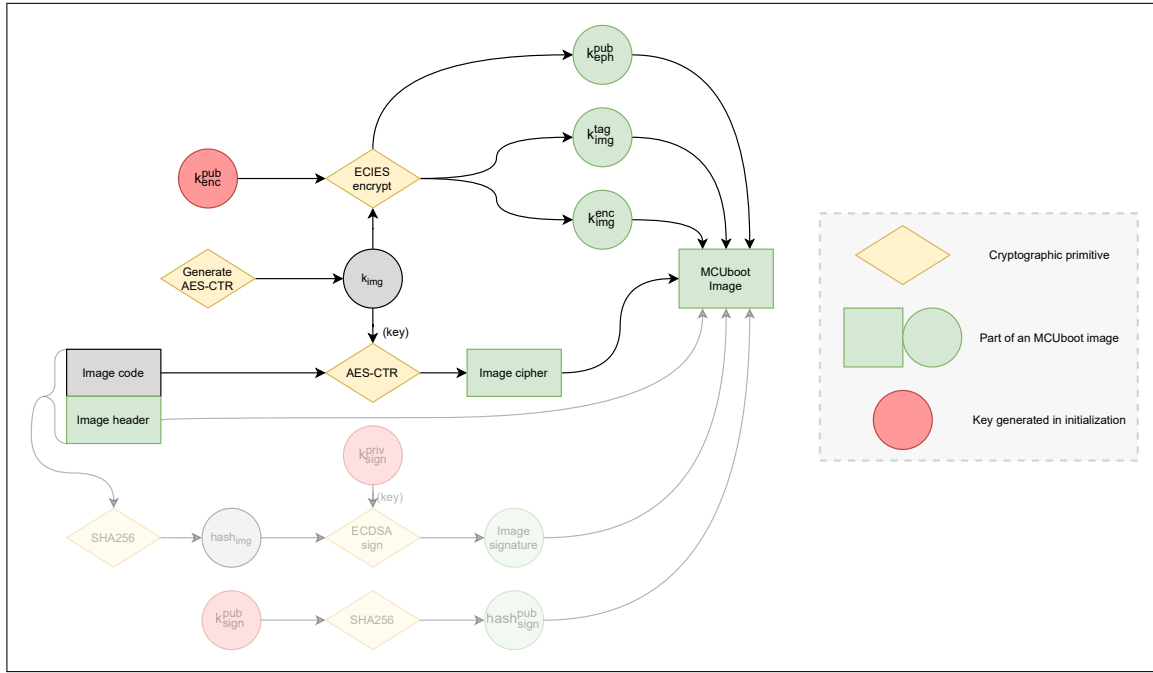 k_eph^pub
k_enc^pub
ECIES
encrypt
k_img^tag
k_img^enc
Generate
AES-CTR
k_img
MCUboot
Image
(key)
Image code
AES-CTR
Image cipher
Image header
k_sign^priv
(key)
SHA256
hash_img
ECDSA
sign
Image
signature
k_sign^pub
SHA256
hash_sign^pub
Cryptographic primitive
Part of an MCUboot image
Key generated in initialization